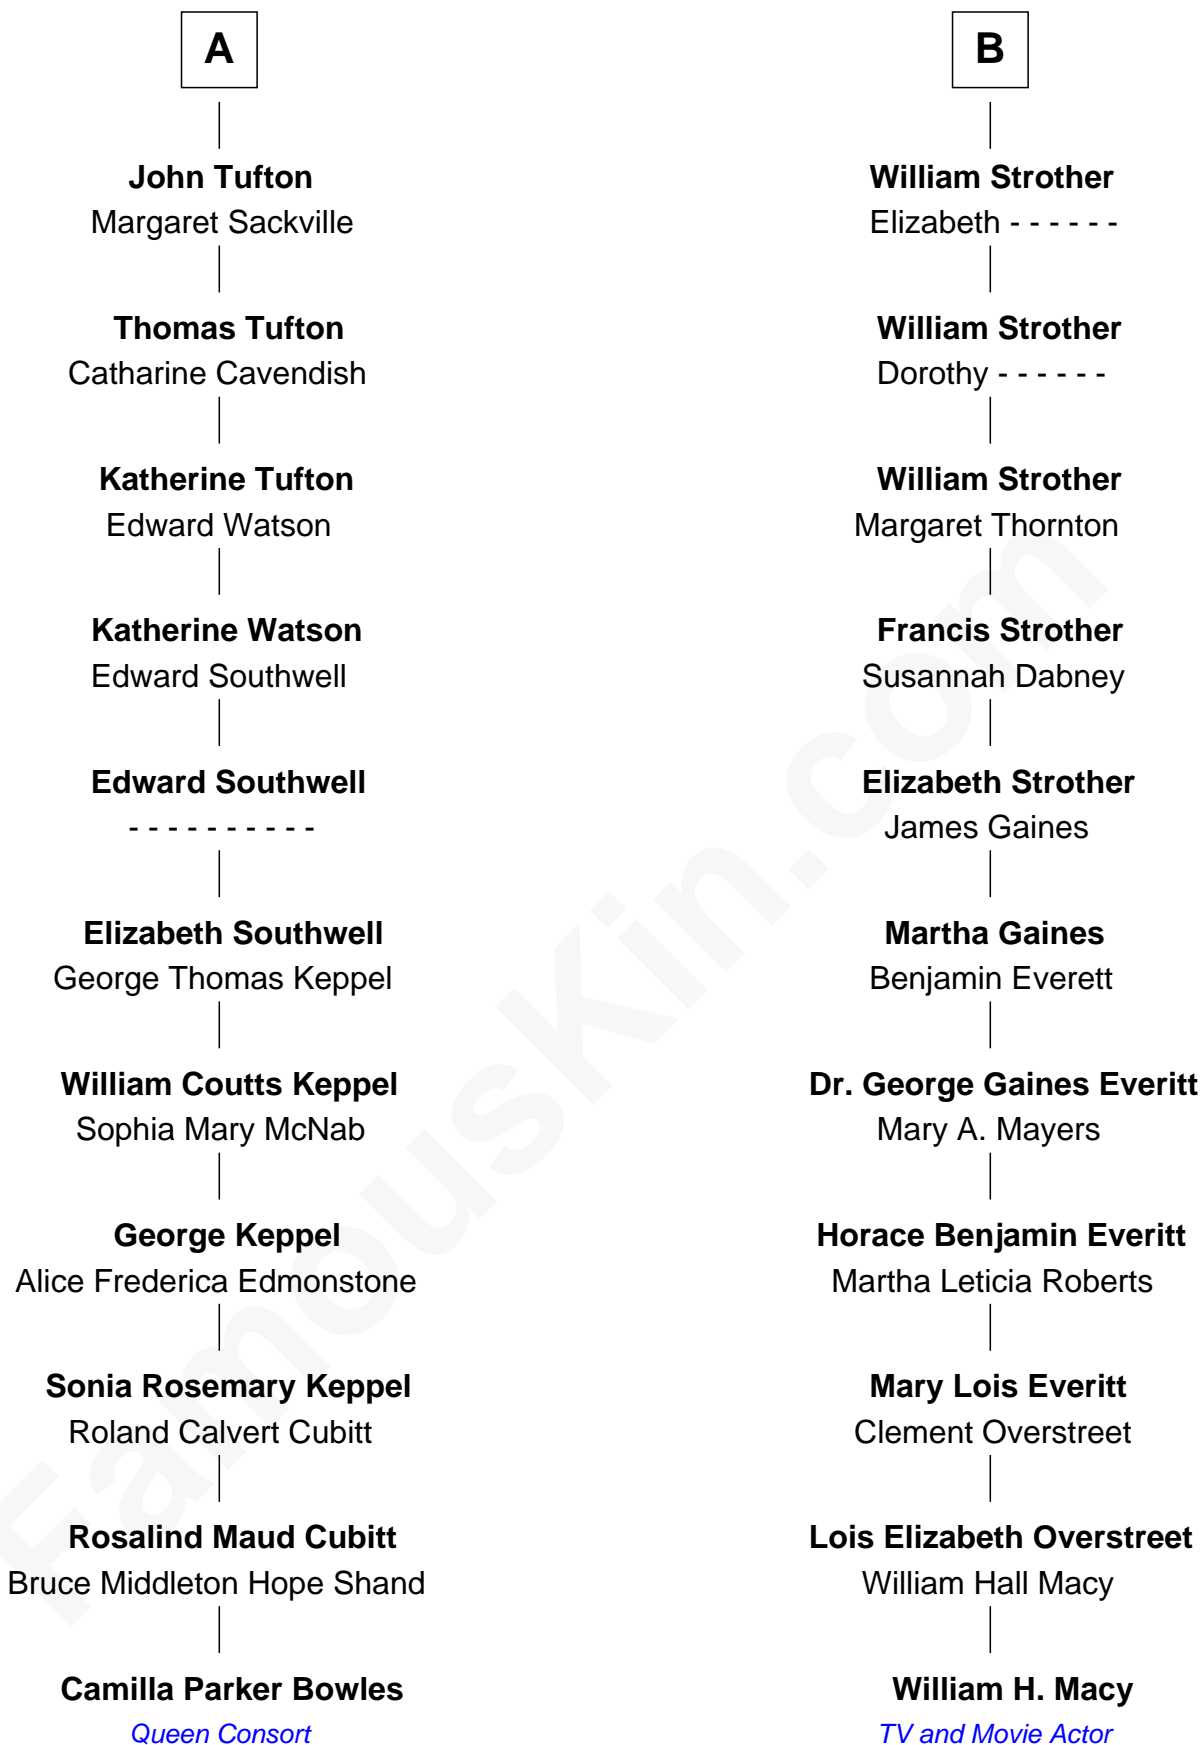 A
John Tufton
Margaret Sackville
Thomas Tufton
Catharine Cavendish
Katherine Tufton
Edward Watson
Katherine Watson
Edward Southwell
Edward Southwell
- - - - - - - - - -
Elizabeth Southwell
George Thomas Keppel
William Coutts Keppel
Sophia Mary McNab
George Keppel
Alice Frederica Edmonstone
Sonia Rosemary Keppel
Roland Calvert Cubitt
Rosalind Maud Cubitt
Bruce Middleton Hope Shand
Camilla Parker Bowles
Queen Consort
B
William Strother
Elizabeth - - - - - -
William Strother
Dorothy - - - - - -
William Strother
Margaret Thornton
Francis Strother
Susannah Dabney
Elizabeth Strother
James Gaines
Martha Gaines
Benjamin Everett
Dr. George Gaines Everitt
Mary A. Mayers
Horace Benjamin Everitt
Martha Leticia Roberts
Mary Lois Everitt
Clement Overstreet
Lois Elizabeth Overstreet
William Hall Macy
William H. Macy
TV and Movie Actor
FamousKin.com